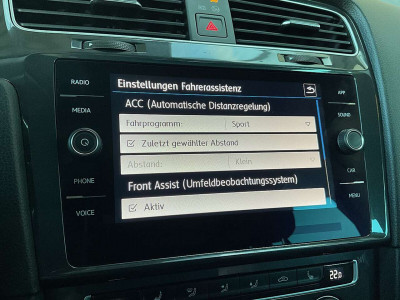 RADIO
MEDIA
PHONE
VOICE
Einstellungen Fahrerassistenz
ACC (Automatische Distanzregelung)
Fahrprogramm: Sport
Zuletzt gewählter Abstand
Abstand: Klein
Front Assist (Umfeldbeobachtungssystem)
Aktiv
APP
SOUND
CAR
MENU
22.0